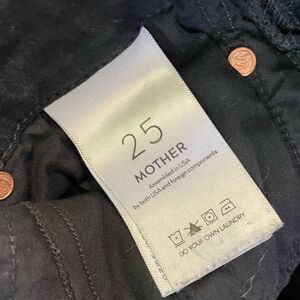 25
MOTHER
Assembled in USA
by both USA and foreign components
DO YOUR OWN LAUNDRY